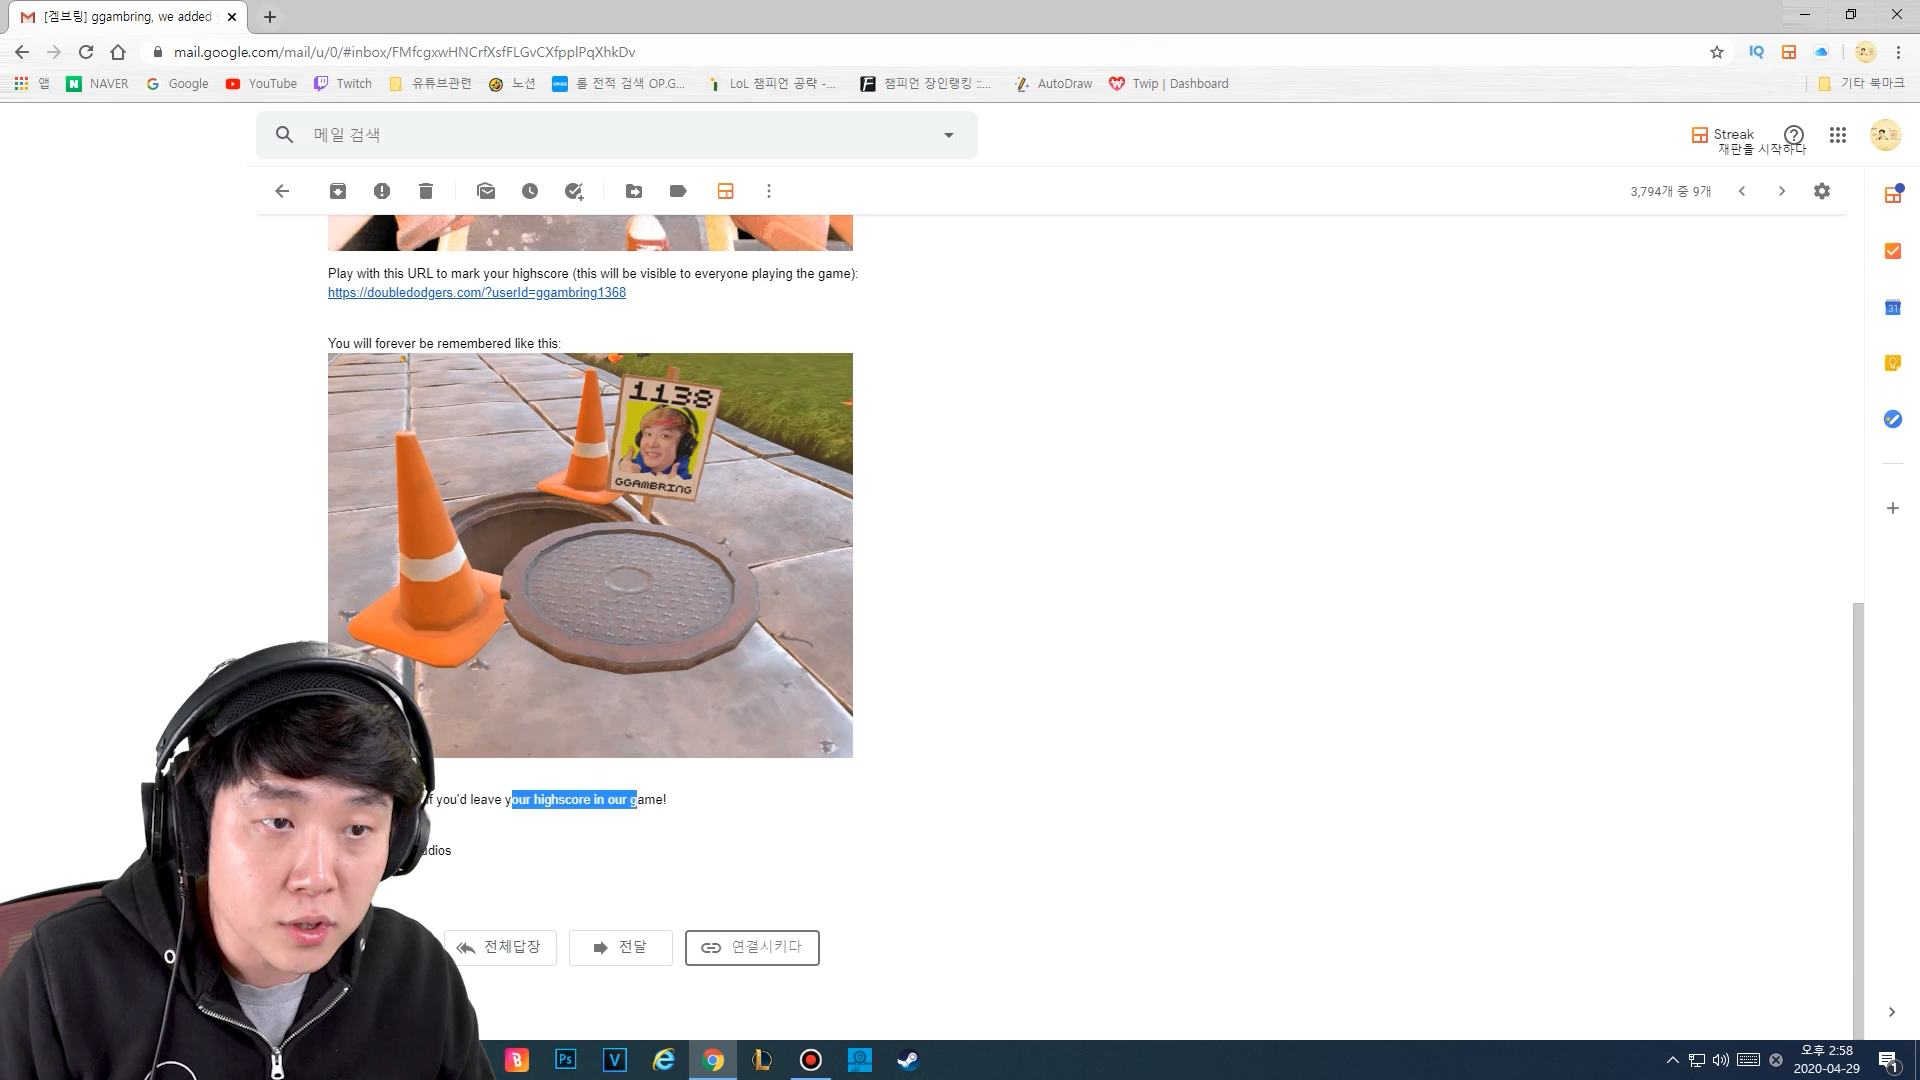 [겜브링] ggambring, we added
mail.google.com/mail/u/0/#inbox/FMfcgxwHNCrfXsfFLGvCXfpplPqXhkDv
IQ
앱 NAVER Google YouTube Twitch 유튜브관련 노션 롤 전적 검색 OP.G... LoL 챔피언 공략 -... 챔피언 장인랭킹 ::... AutoDraw Twip | Dashboard 기타 북마크
메일 검색
Streak
재판을 시작하다
3,794개 중 9개
Play with this URL to mark your highscore (this will be visible to everyone playing the game):
https://doubledodgers.com/?userId=ggambring1368
31
You will forever be remembered like this:
1138
GGAMBRING
if you'd leave your highscore in our game!
dios
전체답장 전달 연결시키다
Ps V
오후 2:58
2020-04-29
1